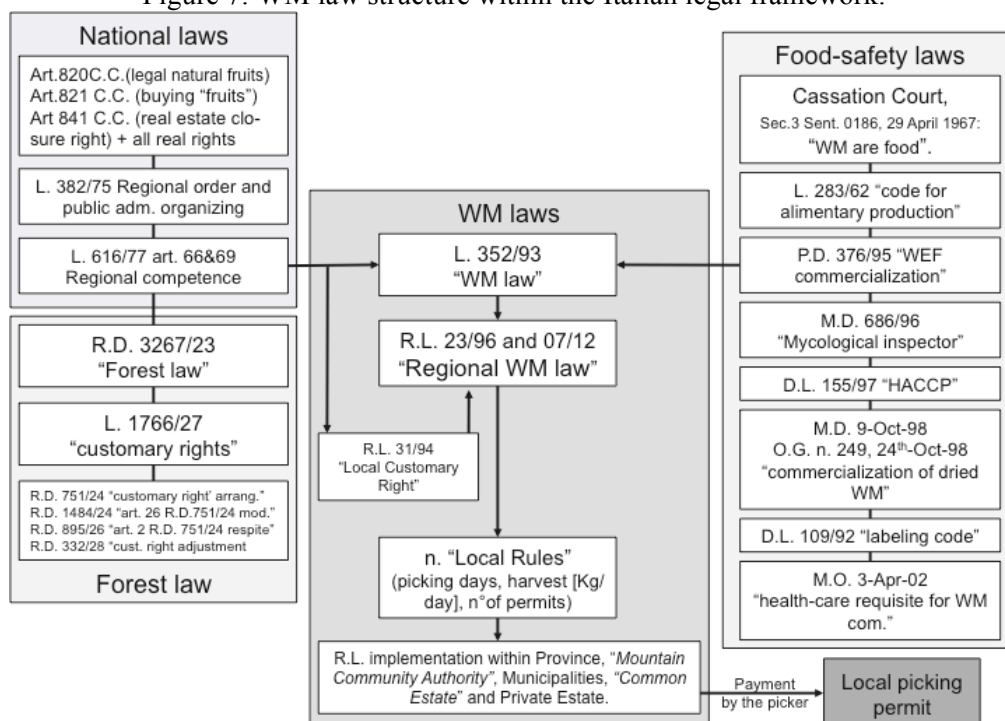 Figure 7: WM law structure within the Italian legal framework.
National laws
Art.820C.C.(legal natural fruits)
Art.821 C.C. (buying “fruits”)
Art 841 C.C. (real estate clo-
sure right) + all real rights
L. 382/75 Regional order and
public adm. organizing
L. 616/77 art. 66&69
Regional competence
R.D. 3267/23
“Forest law”
L. 1766/27
“customary rights”
R.D. 751/24 “customary right’ arrang.”
R.D. 1484/24 “art. 26 R.D.751/24 mod.”
R.D. 895/26 “art. 2 R.D. 751/24 respite”
R.D. 332/28 “cust. right adjustment
Forest law
WM laws
L. 352/93
“WM law”
R.L. 23/96 and 07/12
“Regional WM law”
R.L. 31/94
“Local Customary
Right”
n. “Local Rules”
(picking days, harvest [Kg/
day], n°of permits)
R.L. implementation within Province, “Mountain
Community Authority”, Municipalities, “Common
Estate” and Private Estate.
Payment
by the picker
Local picking
permit
Food-safety laws
Cassation Court,
Sec.3 Sent. 0186, 29 April 1967:
“WM are food”.
L. 283/62 “code for
alimentary production”
P.D. 376/95 “WEF
commercialization”
M.D. 686/96
“Mycological inspector”
D.L. 155/97 “HACCP”
M.D. 9-Oct-98
O.G. n. 249, 24th-Oct-98
“commercialization of dried
WM”
D.L. 109/92 “labeling code”
M.O. 3-Apr-02
“health-care requisite for WM
com.”